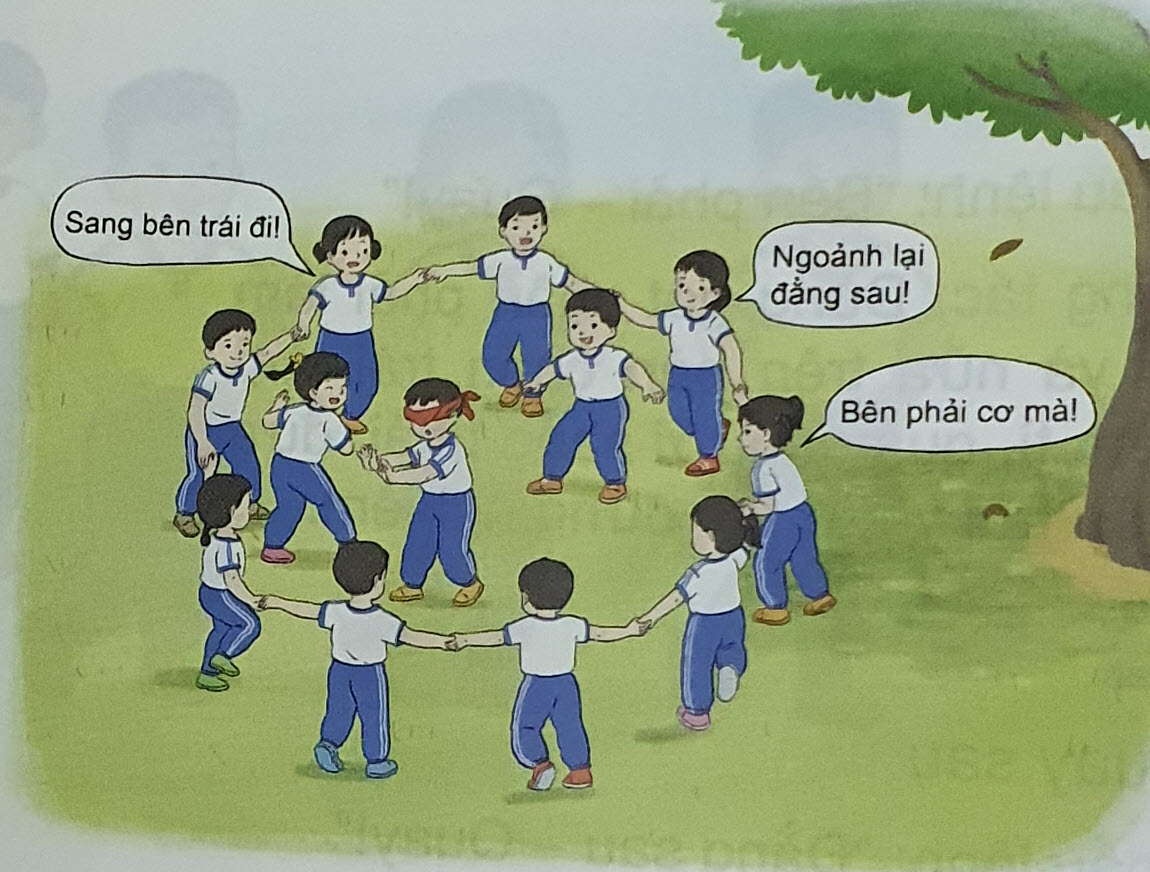 Sang bên trái đi!
Ngoảnh lại
đằng sau!
Bên phải cơ mà!